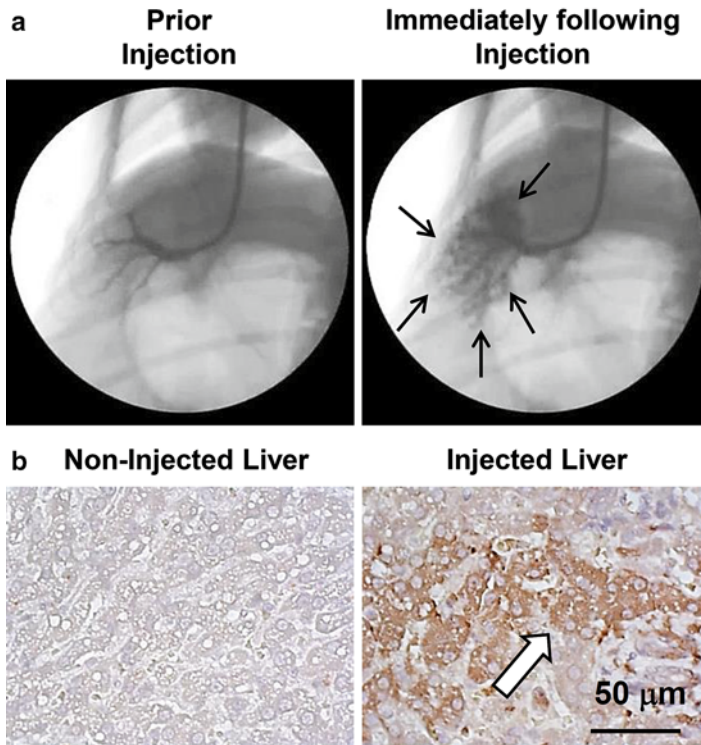 a
Prior
Injection
Immediately following
Injection
b
Non-Injected Liver
Injected Liver
50 μm